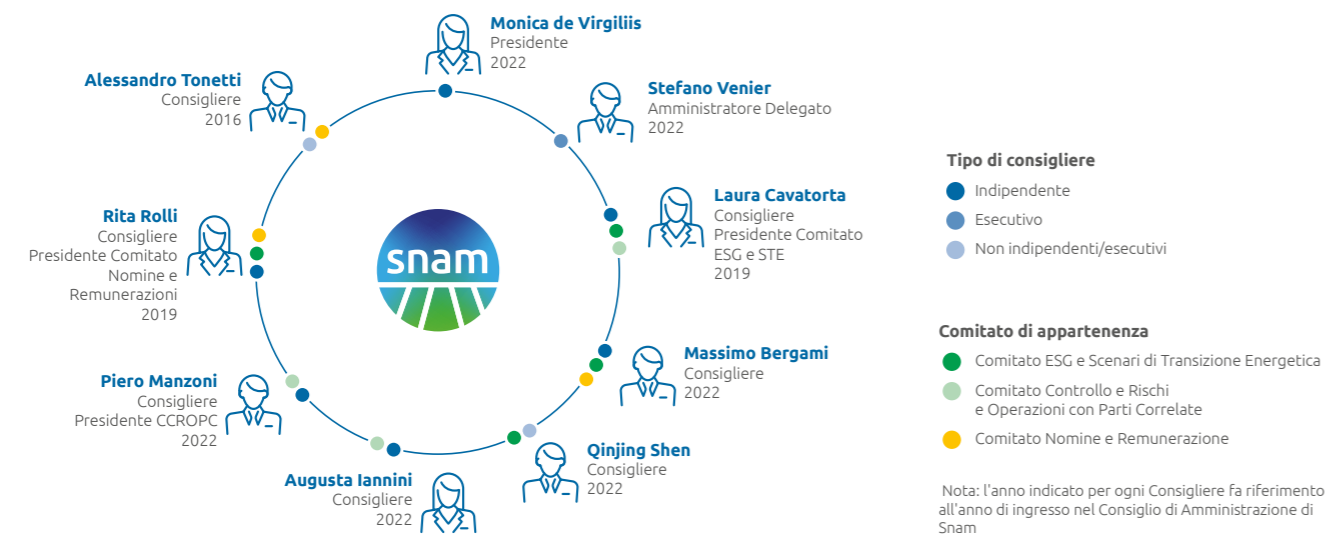 Monica de Virgiliis
Presidente
2022
Stefano Venier
Amministratore Delegato
2022
Laura Cavatorta
Consigliere
Presidente Comitato
ESG e STE
2019
Massimo Bergami
Consigliere
2022
Qinjing Shen
Consigliere
2022
Augusta Iannini
Consigliere
2022
Piero Manzoni
Consigliere
Presidente CCROPC
2022
Rita Rolli
Consigliere
Presidente Comitato
Nomine e
Remunerazioni
2019
Alessandro Tonetti
Consigliere
2016
snam
Tipo di consigliere
Indipendente
Esecutivo
Non indipendenti/esecutivi
Comitato di appartenenza
Comitato ESG e Scenari di Transizione Energetica
Comitato Controllo e Rischi
e Operazioni con Parti Correlate
Comitato Nomine e Remunerazione
Nota: l'anno indicato per ogni Consigliere fa riferimento
all'anno di ingresso nel Consiglio di Amministrazione di
Snam